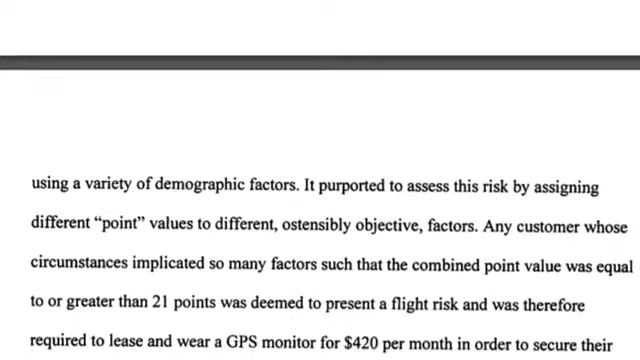 using a variety of demographic factors. It purported to assess this risk by assigning
different “point” values to different, ostensibly objective, factors. Any customer whose
circumstances implicated so many factors such that the combined point value was equal
to or greater than 21 points was deemed to present a flight risk and was therefore
required to lease and wear a GPS monitor for $420 per month in order to secure their